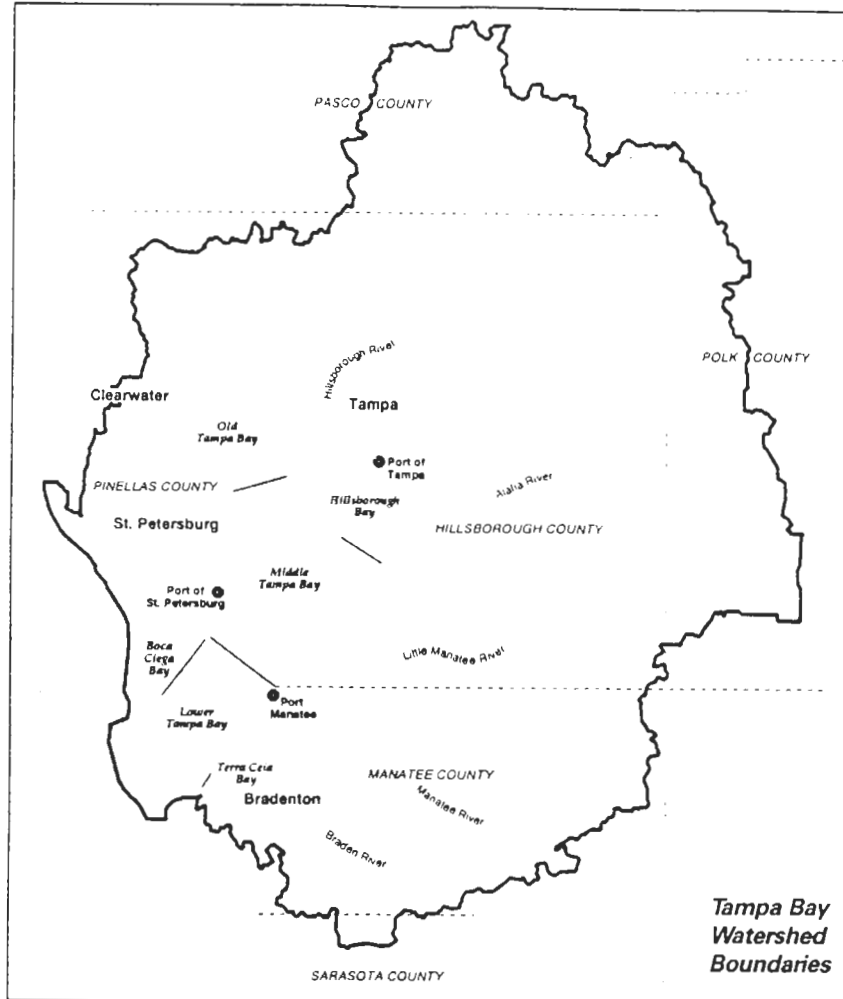 PASCO COUNTY
Hillsborough River
POLK COUNTY
Clearwater
Tampa
Old
Tampa Bay
Port of
Tampa
PINELLAS COUNTY
Alafia River
Hillsborough
Bay
St. Petersburg
HILLSBOROUGH COUNTY
Middle
Tampa Bay
Port of
St. Petersburg
Boca
Ciega
Bay
Little Manatee River
Port
Manatee
Lower
Tampa Bay
Terra Ceia
Bay
MANATEE COUNTY
Bradenton
Manatee River
Braden River
Tampa Bay
Watershed
Boundaries
SARASOTA COUNTY